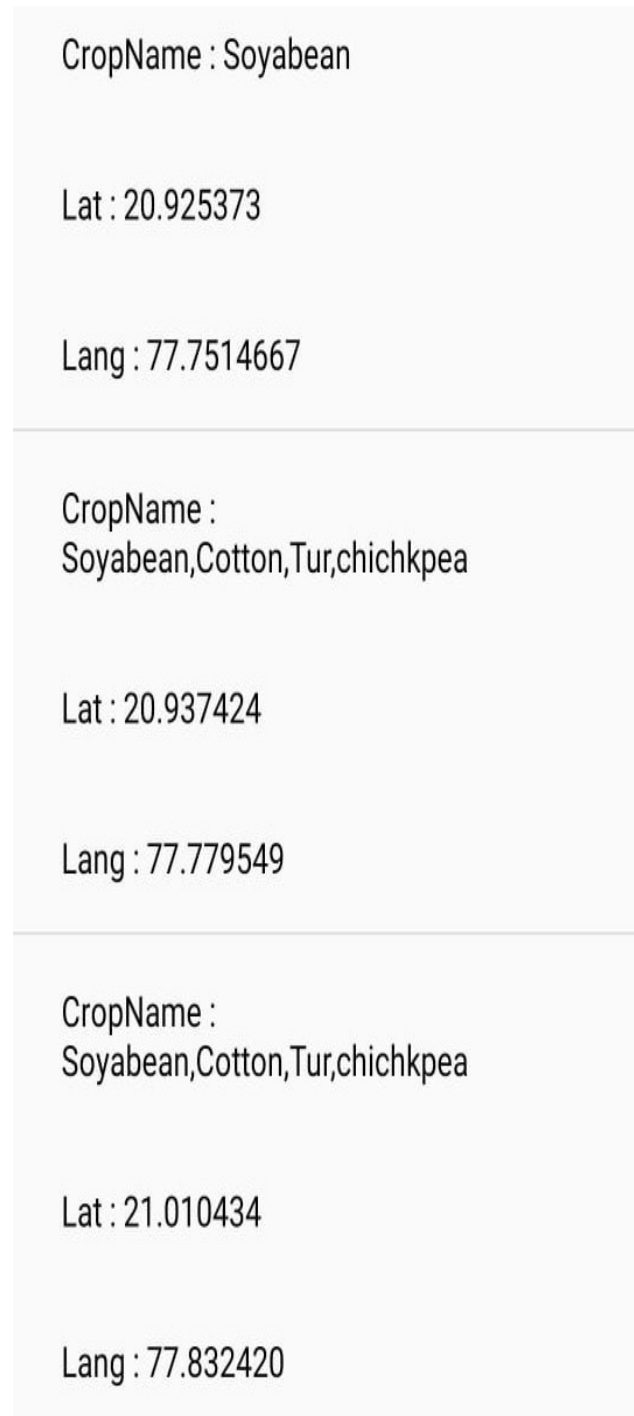 CropName : Soyabean
Lat : 20.925373
Lang : 77.7514667
CropName :
Soyabean,Cotton,Tur,chichkpea
Lat : 20.937424
Lang : 77.779549
CropName :
Soyabean,Cotton,Tur,chichkpea
Lat : 21.010434
Lang : 77.832420